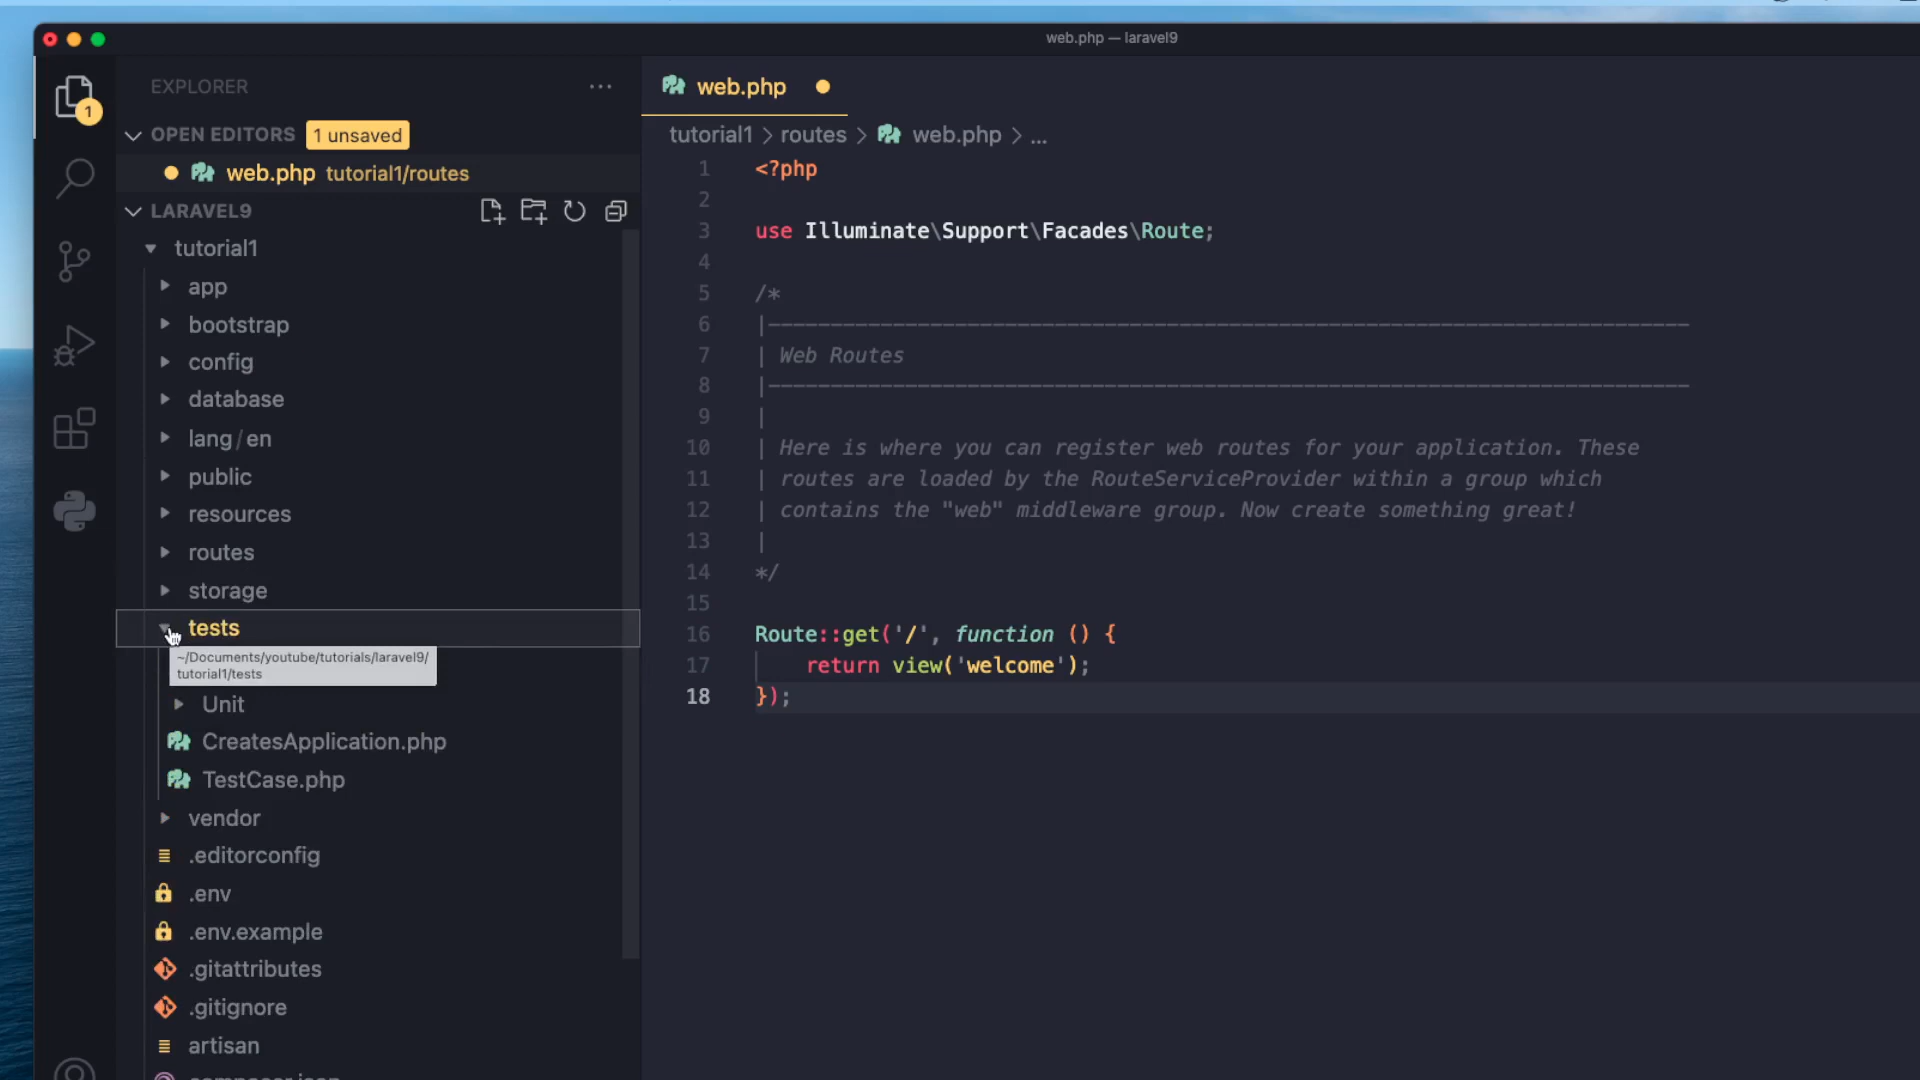 web.php — laravel9
1
EXPLORER
...
OPEN EDITORS 1 unsaved
web.php tutorial1/routes
LARAVEL9
tutorial1
app
bootstrap
config
database
lang/en
public
resources
routes
storage
tests
~/Documents/youtube/tutorials/laravel9/
tutorial1/tests
Unit
CreatesApplication.php
TestCase.php
vendor
.editorconfig
.env
.env.example
.gitattributes
.gitignore
artisan
web.php
tutorial1 > routes > web.php > ...
1 <?php
2
3 use Illuminate\Support\Facades\Route;
4
5 /*
6 |--------------------------------------------------------------------------
7 | Web Routes
8 |--------------------------------------------------------------------------
9 |
10 | Here is where you can register web routes for your application. These
11 | routes are loaded by the RouteServiceProvider within a group which
12 | contains the "web" middleware group. Now create something great!
13 |
14 */
15
16 Route::get('/', function () {
17 return view('welcome');
18 });